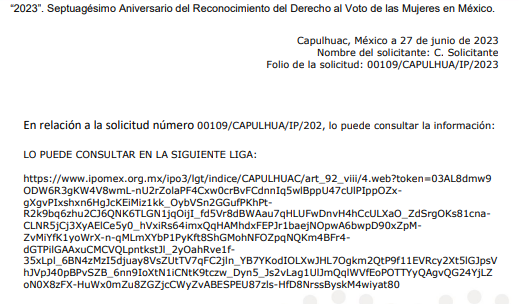 “2023”. Septuagésimo Aniversario del Reconocimiento del Derecho al Voto de las Mujeres en México.
Capulhuac, México a 27 de junio de 2023
Nombre del solicitante: C. Solicitante
Folio de la solicitud: 00109/CAPULHUA/IP/2023
En relación a la solicitud número 00109/CAPULHUA/IP/202, lo puede consultar la información:
LO PUEDE CONSULTAR EN LA SIGUIENTE LIGA:
https://www.ipomex.org.mx/ipo3/lgt/indice/CAPULHUAC/art_92_viii/4.web?token=03AL8dmw9
ODW6R3gKW4V8wmL-nU2rZolaPF4Cxw0crBvFCdnnIq5wlBppU47cUlPIppOZx-
gXgvPIxshxn6HgJcKEiMiz1kk_OybVSn2GGufPKhPt-
R2k9bq6zhu2CJ6QNK6TLGN1jqOijI_fd5Vr8dBWAau7qHLUFwDnvH4hCcULXaO_ZdSrgOKs81cna-
CLNR5jCj3XyAElCe5y0_hVxiRs64imxQqHAMhdxFEPJr1baejNOpwA6bwpD90xZpM-
ZvMiYfK1yoWrX-n-qMLmXYbP1PyKft8ShGMohNFOZpqNQKm4BFr4-
dGTPilGAAxuCMCVQLpntkstJl_2yOahRve1f-
35xLpl_6BN4zMzI5djuay8VsZUtTV7qFC2jln_YB7YKodIOLXwJHL7Ogkm2QtP9f11EVRcy2Xt5lGJpsV
hJVpJ40pBPvSZB_6nn9IoXtN1iCNtK9tczw_Dyn5_Js2vLag1UlJmQqlWVfEoPOTTYyQAgvQG24YjLZ
oN0X8zFX-HuWx0mZu8ZGZjcCWyZvABESPEU87zls-HfD8NrssByskM4wiyat80